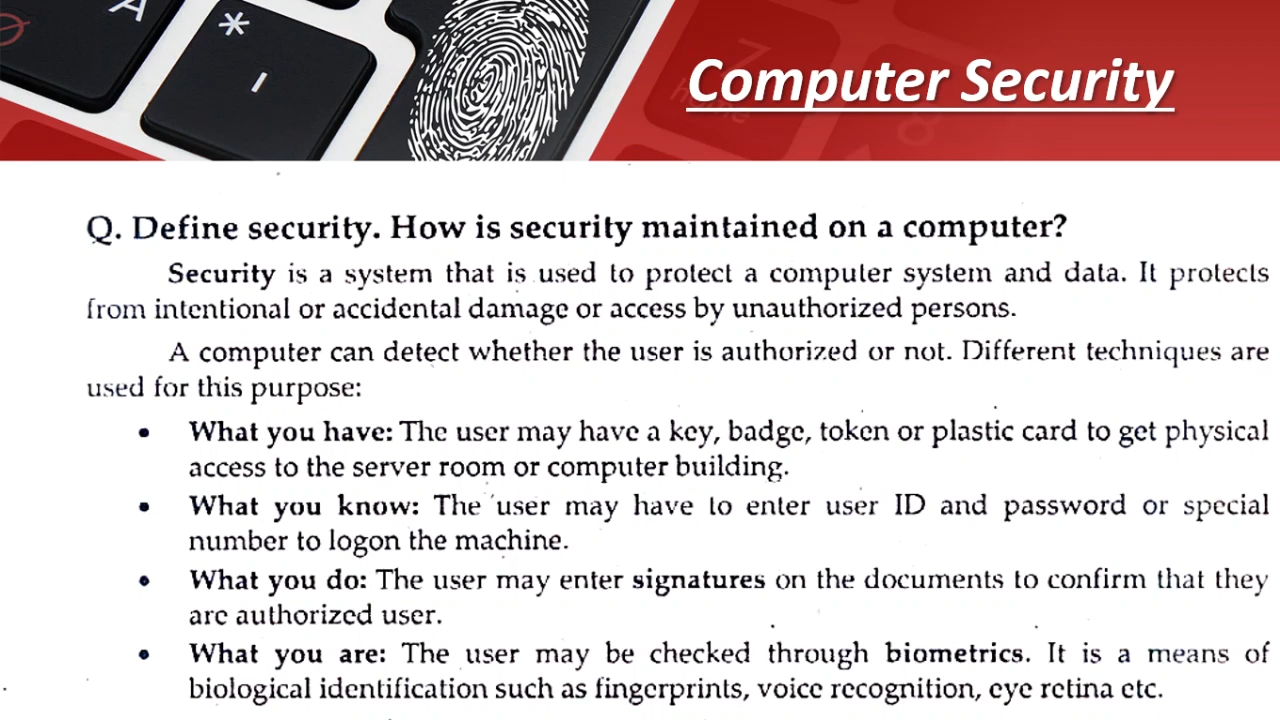 A
*
-
Computer Security
Q. Define security. How is security maintained on a computer?
Security is a system that is used to protect a computer system and data. It protects
from intentional or accidental damage or access by unauthorized persons.
A computer can detect whether the user is authorized or not. Different techniques are
used for this purpose:
• What you have: The user may have a key, badge, token or plastic card to get physical
access to the server room or computer building.
• What you know: The user may have to enter user ID and password or special
number to logon the machine.
• What you do: The user may enter signatures on the documents to confirm that they
are authorized user.
• What you are: The user may be checked through biometrics. It is a means of
biological identification such as fingerprints, voice recognition, eye retina etc.